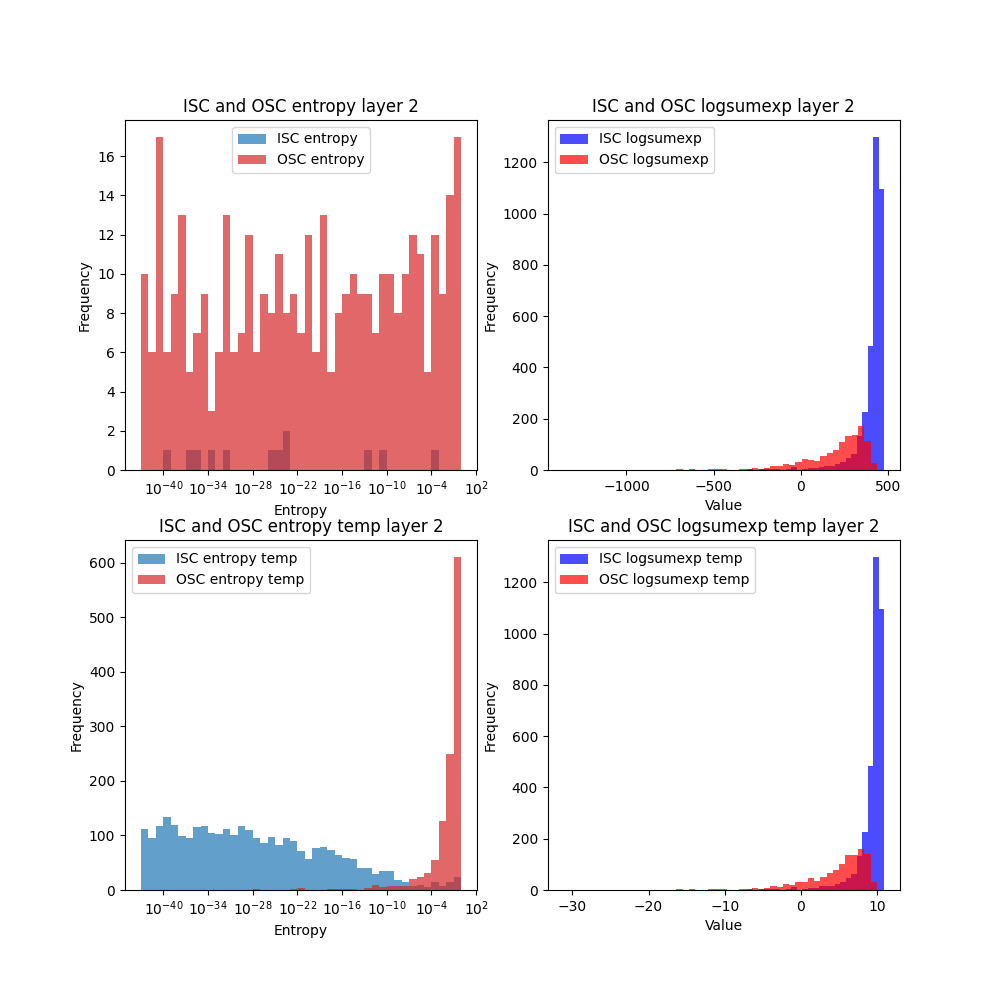 ISC and OSC entropy layer 2
ISC entropy
OSC entropy
Frequency
16
14
12
10
8
6
4
2
0
10^-40
10^-34
10^-28
10^-22
10^-16
10^-10
10^-4
10^2
Entropy
ISC and OSC logsumexp layer 2
ISC logsumexp
OSC logsumexp
Frequency
1200
1000
800
600
400
200
0
−1000
−500
0
500
Value
ISC and OSC entropy temp layer 2
ISC entropy temp
OSC entropy temp
Frequency
600
500
400
300
200
100
0
10^-40
10^-34
10^-28
10^-22
10^-16
10^-10
10^-4
10^2
Entropy
ISC and OSC logsumexp temp layer 2
ISC logsumexp temp
OSC logsumexp temp
Frequency
1200
1000
800
600
400
200
0
−30
−20
−10
0
10
Value